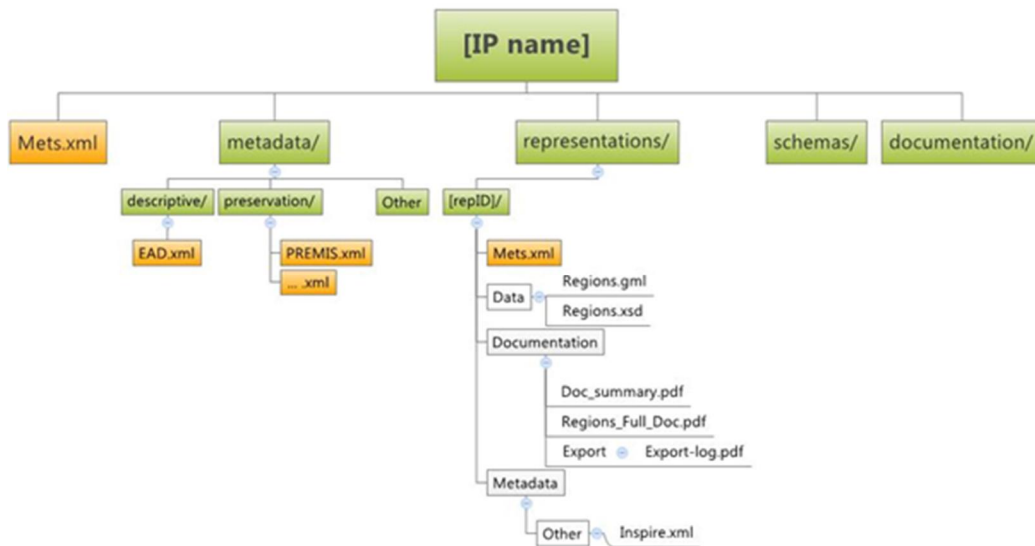 [IP name]
Mets.xml
metadata/
representations/
schemas/
documentation/
descriptive/
preservation/
Other
[repID]/
EAD.xml
PREMIS.xml
... .xml
Mets.xml
Data
Regions.gml
Regions.xsd
Documentation
Doc_summary.pdf
Regions_Full_Doc.pdf
Export
Export-log.pdf
Metadata
Other
Inspire.xml